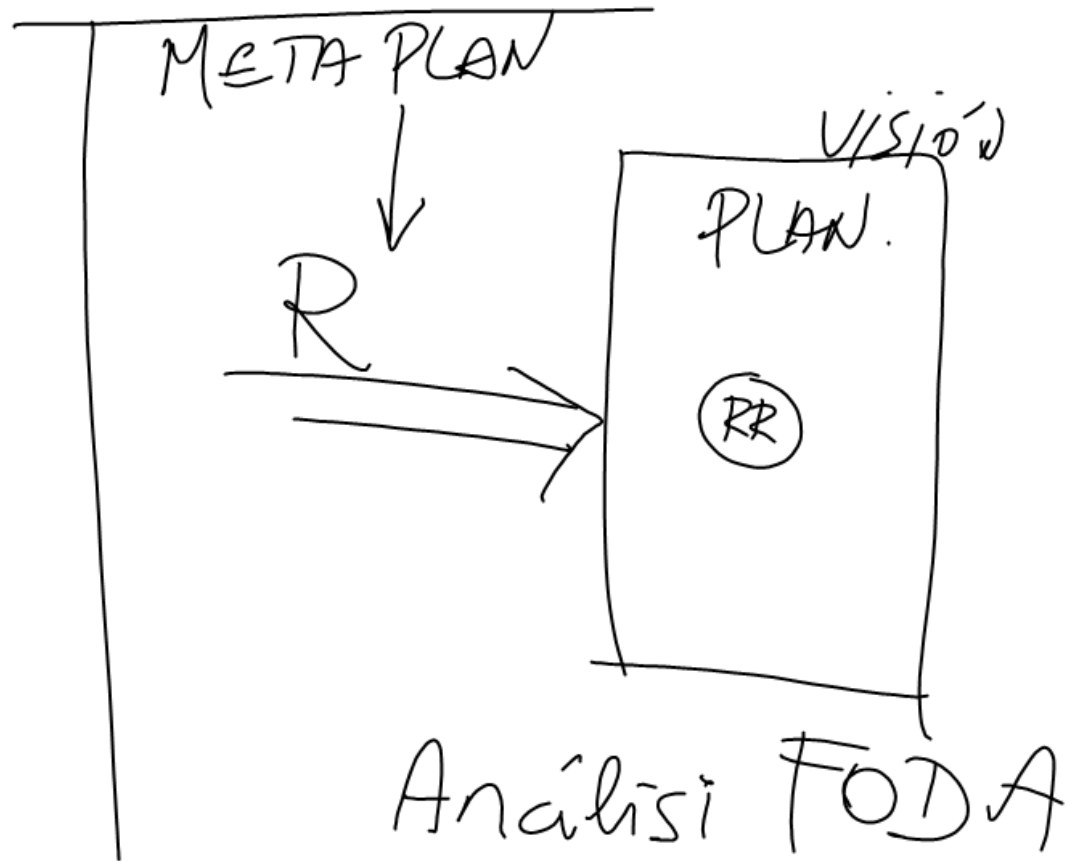 META PLAN
VISIÓN
PLAN.
R
RR
Análisi FODA